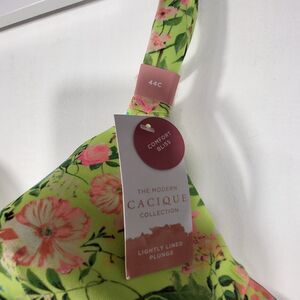 44C
COMFORT
BLISS
THE MODERN
CACIQUE
COLLECTION
LIGHTLY LINED
PLUNGE